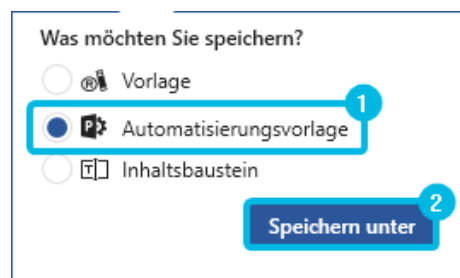 Was möchten Sie speichern?
Vorlage
1
Automatisierungsvorlage
Inhaltsbaustein
2
Speichern unter